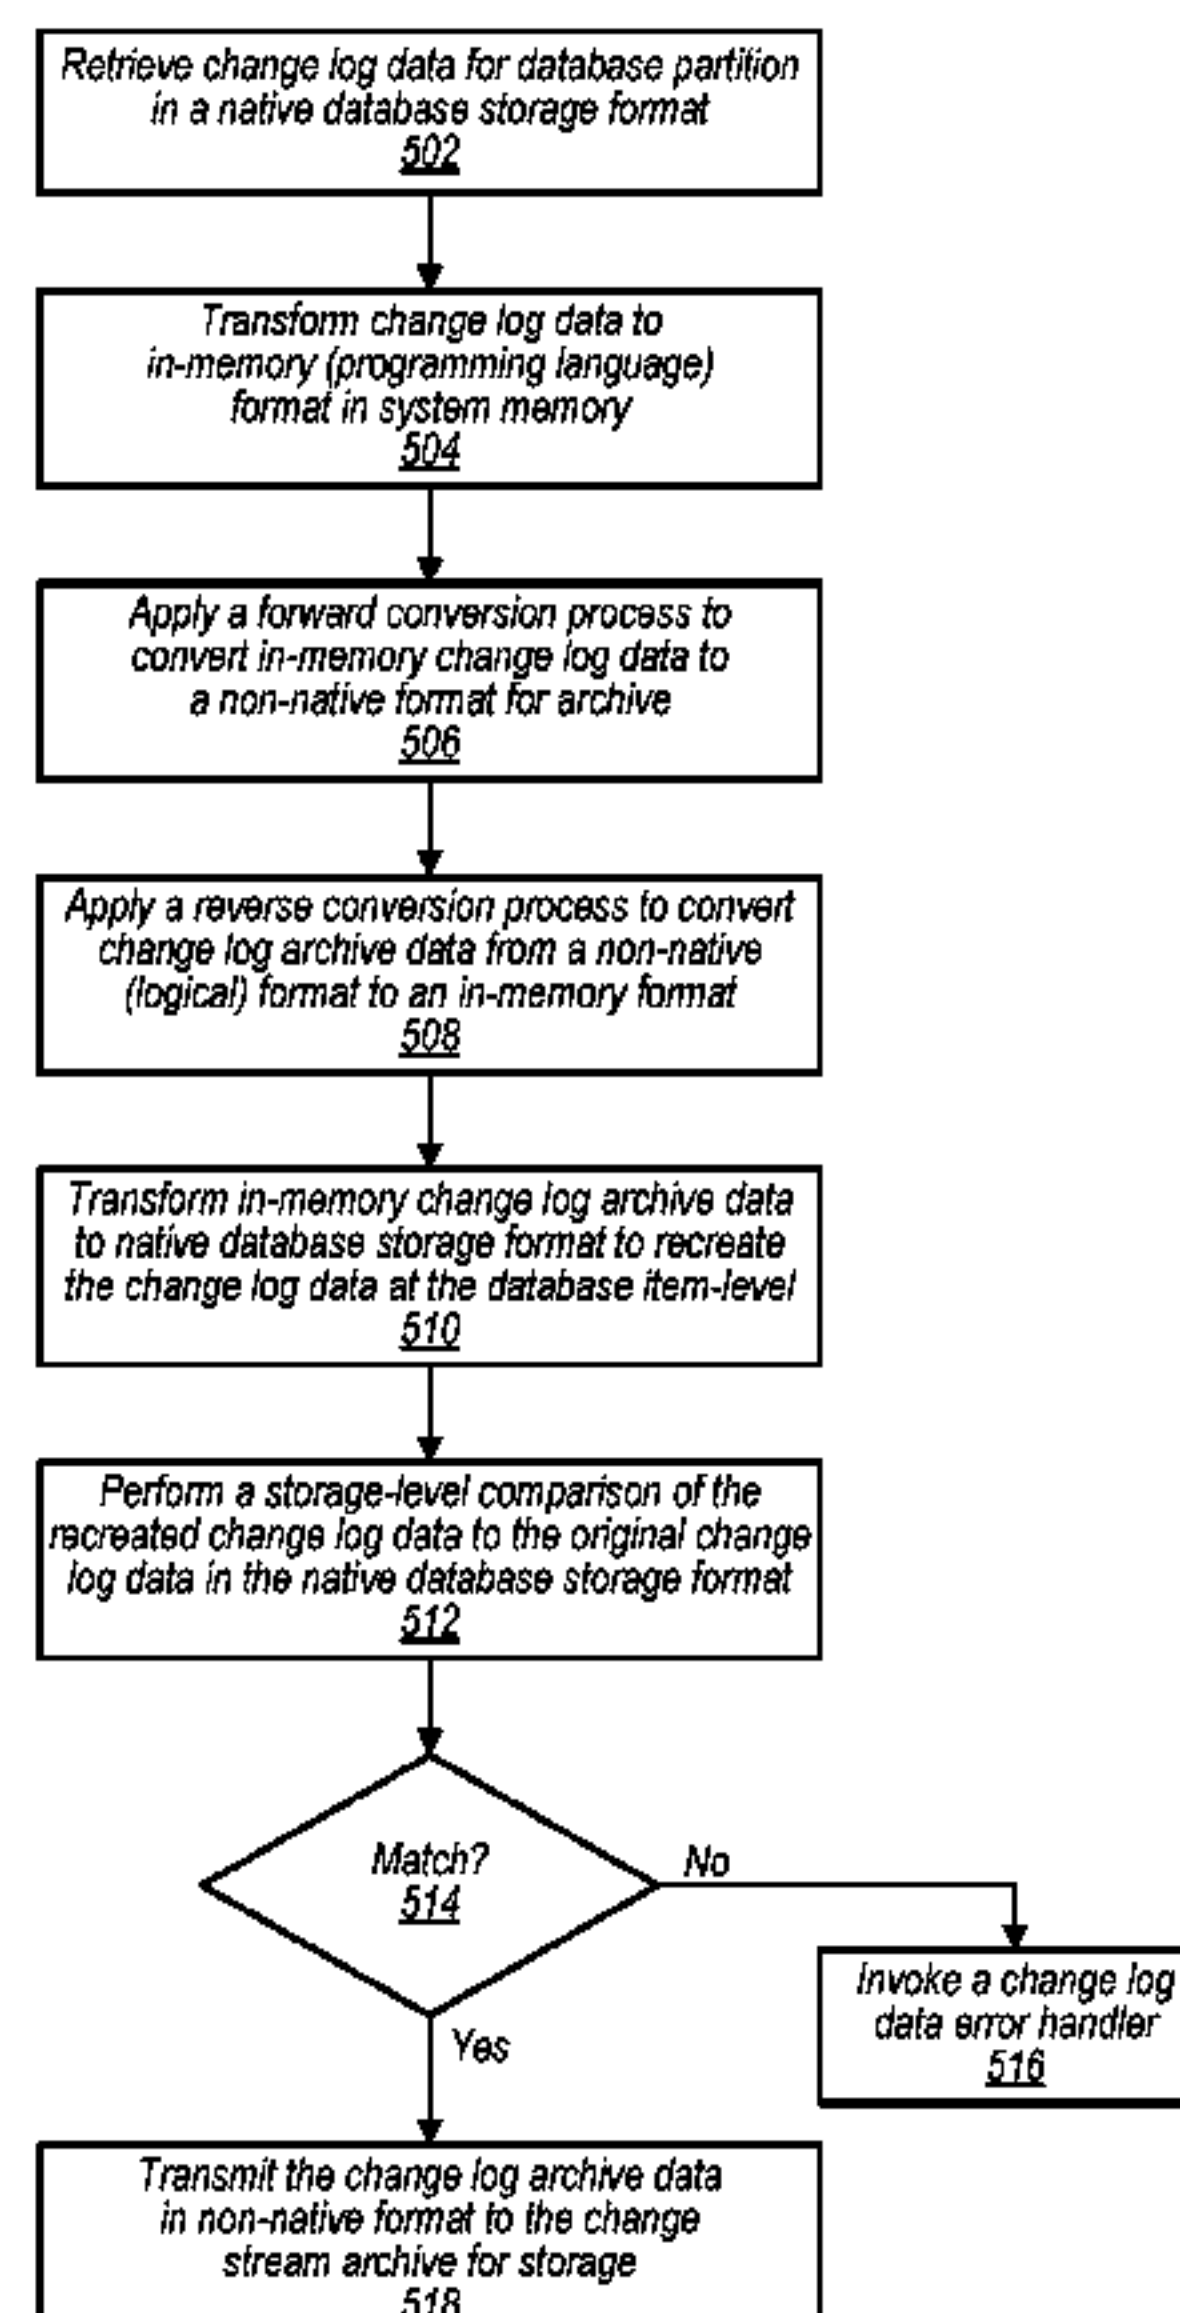 Retrieve change log data for database partition
in a native database storage format
502
Transform change log data to
in-memory (programming language)
format in system memory
504
Apply a forward conversion process to
convert in-memory change log data to
a non-native format for archive
506
Apply a reverse conversion process to convert
change log archive data from a non-native
(logical) format to an in-memory format
508
Transform in-memory change log archive data
to native database storage format to recreate
the change log data at the database item-level
510
Perform a storage-level comparison of the
recreated change log data to the original change
log data in the native database storage format
512
Match?
514
No
Invoke a change log
data error handler
516
Yes
Transmit the change log archive data
in non-native format to the change
stream archive for storage
518